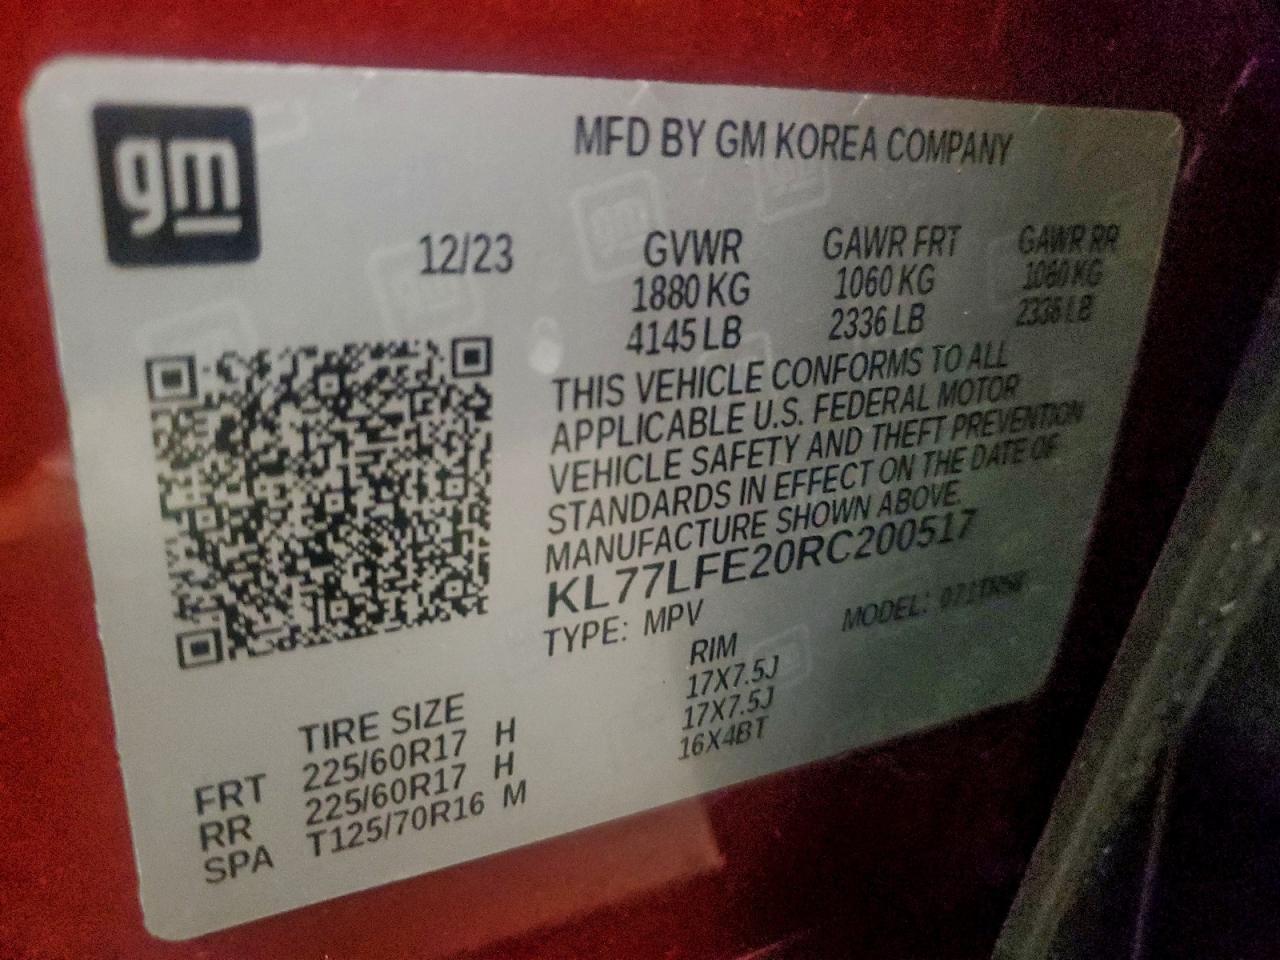 gm
MFD BY GM KOREA COMPANY
12/23 GVWR GAWR FRT GAWR RR
1880 KG 1060 KG 1060 KG
4145 LB 2336 LB 2336 LB
THIS VEHICLE CONFORMS TO ALL
APPLICABLE U.S. FEDERAL MOTOR
VEHICLE SAFETY AND THEFT PREVENTION
STANDARDS IN EFFECT ON THE DATE OF
MANUFACTURE SHOWN ABOVE.
KL77LFE20RC200517
TYPE: MPV MODEL:
TIRE SIZE RIM
FRT 225/60R17 H 17X7.5J
RR 225/60R17 H 17X7.5J
SPA T125/70R16 M 16X4BT